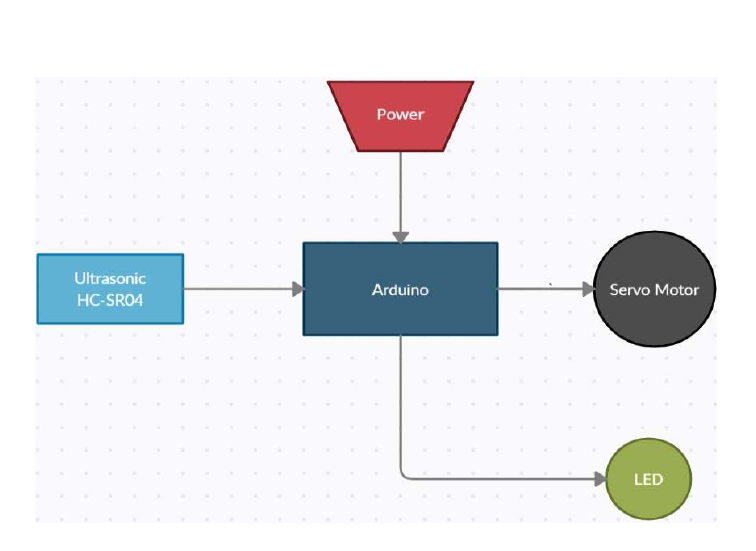 Power
Ultrasonic
HC-SR04
Arduino
Servo Motor
LED